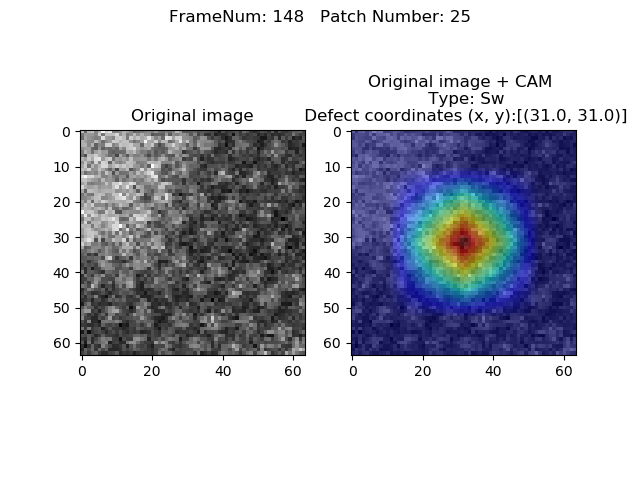 FrameNum: 148   Patch Number: 25
Original image
Original image + CAM
Type: Sw
Defect coordinates (x, y):[(31.0, 31.0)]
0
10
20
30
40
50
60
0 20 40 60
0
10
20
30
40
50
60
0 20 40 60